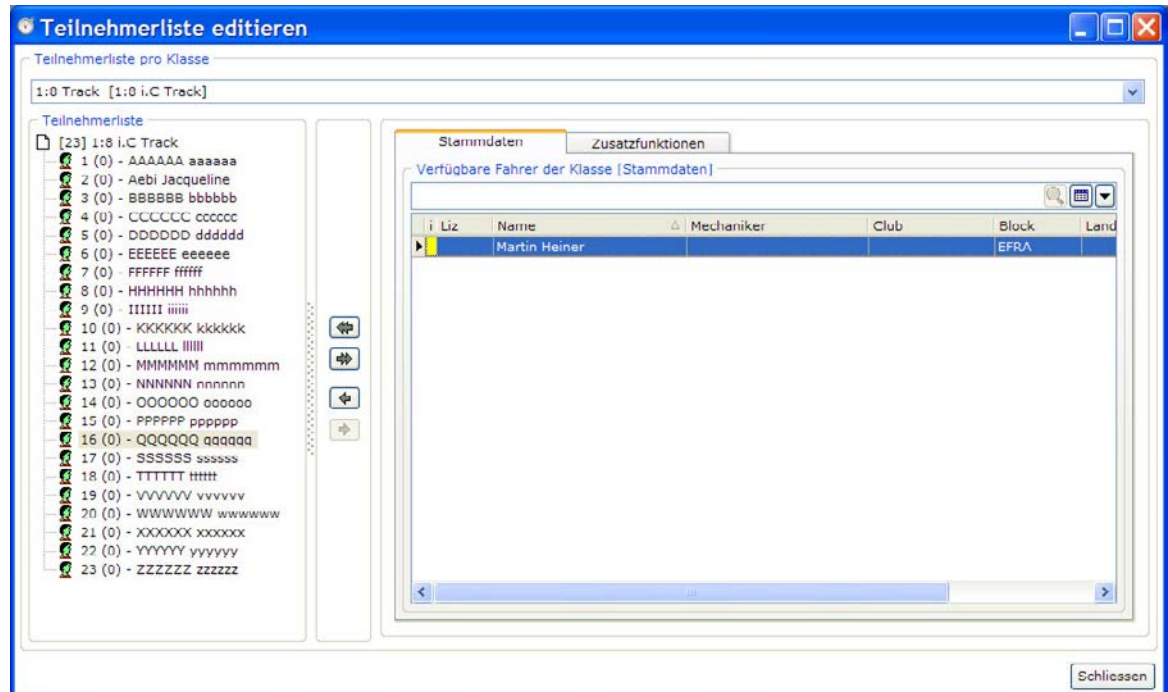 Teilnehmerliste editieren
Teilnehmerliste pro Klasse
1:8 Track [1:8 i.C Track]
Teilnehmerliste
[23] 1:8 i.C Track
1 (0) - AAAAAA aaaaaa
2 (0) - Aebi Jacqueline
3 (0) - BBBBBB bbbbbb
4 (0) - CCCCCC cccccc
5 (0) - DDDDDD dddddd
6 (0) - EEEEEE eeeeee
7 (0) - FFFFFF ffffff
8 (0) - HHHHHH hhhhhh
9 (0) - IIIIII iiiiii
10 (0) - KKKKKK kkkkkk
11 (0) - LLLLLL llllll
12 (0) - MMMMMM mmmmmm
13 (0) - NNNNNN nnnnnn
14 (0) - OOOOOO oooooo
15 (0) - PPPPPP pppppp
16 (0) - QQQQQQ qqqqqq
17 (0) - SSSSSS ssssss
18 (0) - TTTTTT tttttt
19 (0) - VVVVVV vvvvvv
20 (0) - WWWWWW wwwwww
21 (0) - XXXXXX xxxxxx
22 (0) - YYYYYY yyyyyy
23 (0) - ZZZZZZ zzzzzz
Stammdaten Zusatzfunktionen
Verfügbare Fahrer der Klasse [Stammdaten]
i Liz Name Mechaniker Club Block Land
Martin Heiner EFRA
Schliessen